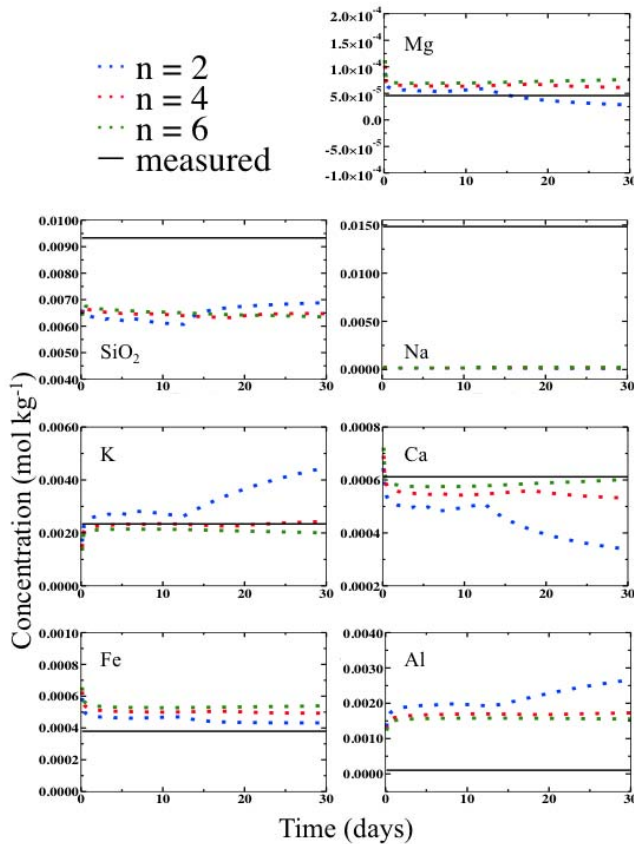 n = 2
n = 4
n = 6
measured
2.0×10⁻⁴
1.5×10⁻⁴
1.0×10⁻⁴
5.0×10⁻⁵
0.0
-5.0×10⁻⁵
-1.0×10⁻⁴
Mg
0 10 20 30
Concentration (mol kg⁻¹)
0.0100
0.0090
0.0080
0.0070
0.0060
0.0050
0.0040
SiO₂
0 10 20 30
0.0150
0.0100
0.0050
0.0000
Na
0 10 20 30
0.0060
0.0040
0.0020
0.0000
K
0 10 20 30
0.0008
0.0006
0.0004
0.0002
Ca
0 10 20 30
0.0010
0.0008
0.0006
0.0004
0.0002
0.0000
Fe
0 10 20 30
0.0040
0.0030
0.0020
0.0010
0.0000
Al
0 10 20 30
Time (days)